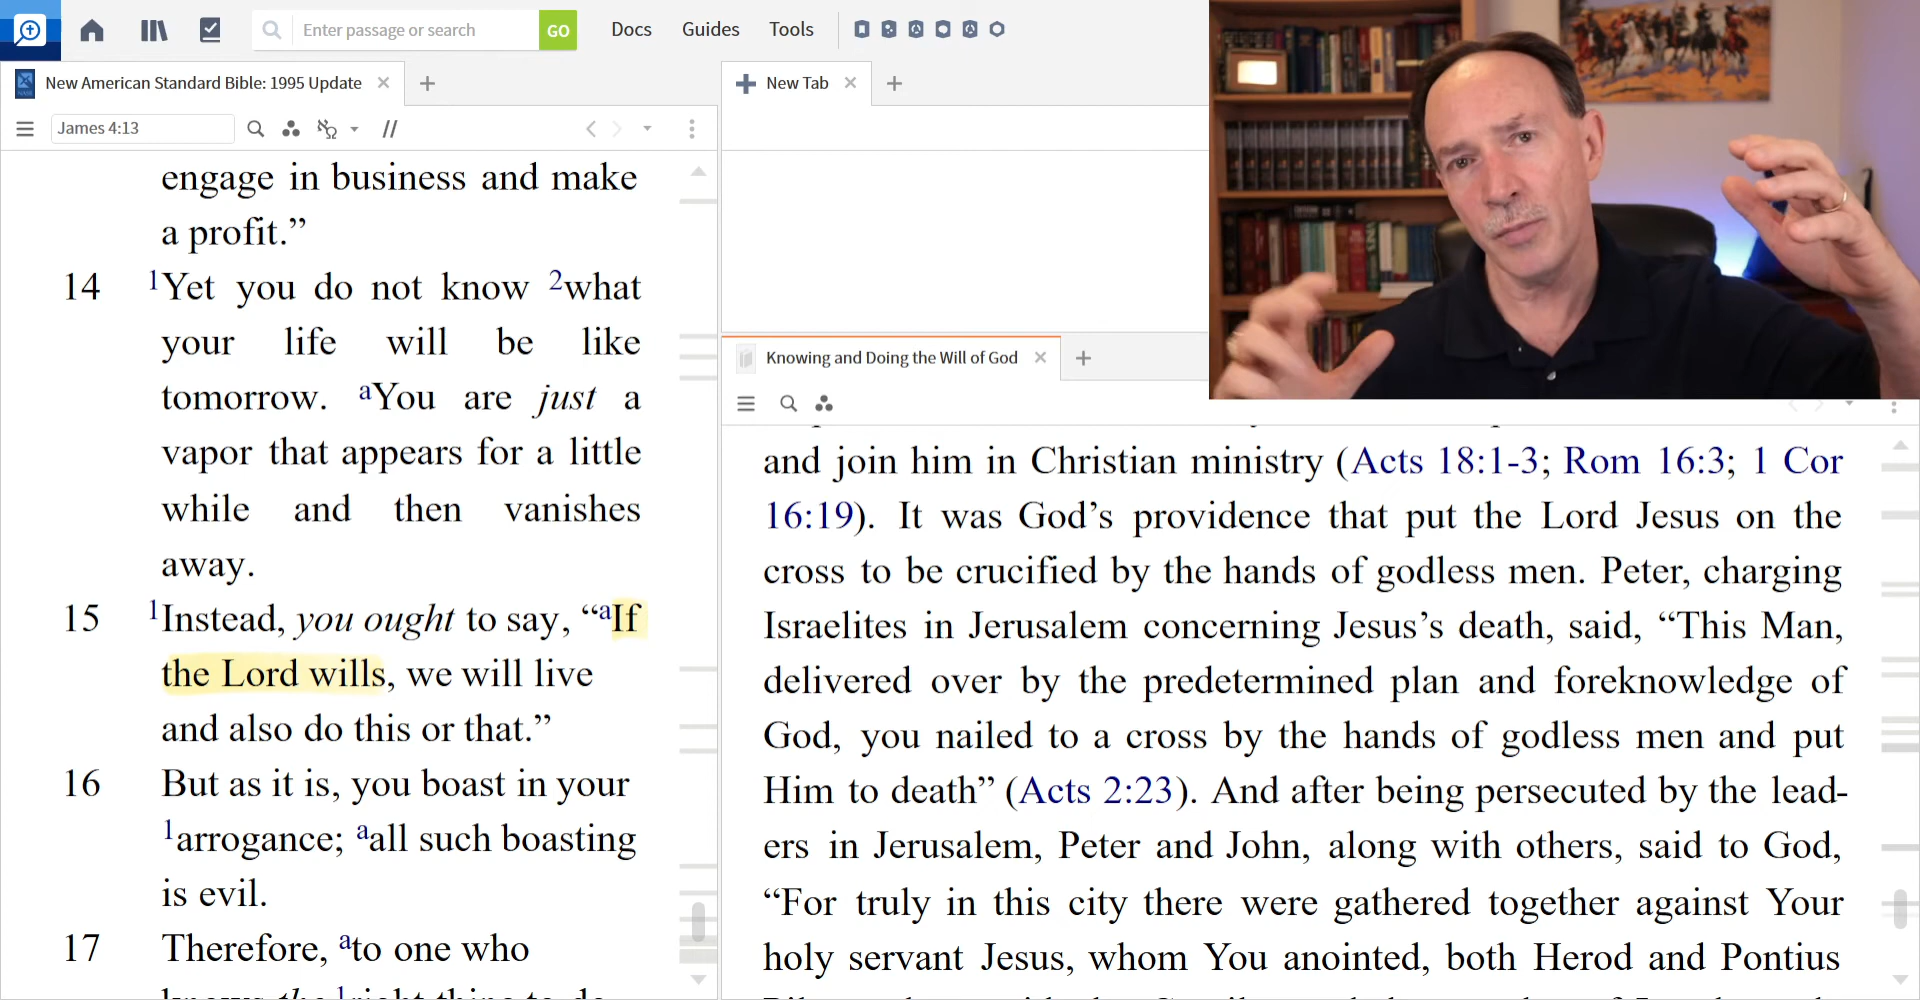 Enter passage or search
GO
Docs
Guides
Tools
New American Standard Bible: 1995 Update
New Tab
James 4:13
engage in business and make
a profit.”
14 1Yet you do not know 2what
your life will be like
tomorrow. aYou are just a
vapor that appears for a little
while and then vanishes
away.
15 1Instead, you ought to say, “aIf
the Lord wills, we will live
and also do this or that.”
16 But as it is, you boast in your
1arrogance; aall such boasting
is evil.
17 Therefore, ato one who
Knowing and Doing the Will of God
and join him in Christian ministry (Acts 18:1-3; Rom 16:3; 1 Cor
16:19). It was God’s providence that put the Lord Jesus on the
cross to be crucified by the hands of godless men. Peter, charging
Israelites in Jerusalem concerning Jesus’s death, said, “This Man,
delivered over by the predetermined plan and foreknowledge of
God, you nailed to a cross by the hands of godless men and put
Him to death” (Acts 2:23). And after being persecuted by the lead-
ers in Jerusalem, Peter and John, along with others, said to God,
“For truly in this city there were gathered together against Your
holy servant Jesus, whom You anointed, both Herod and Pontius